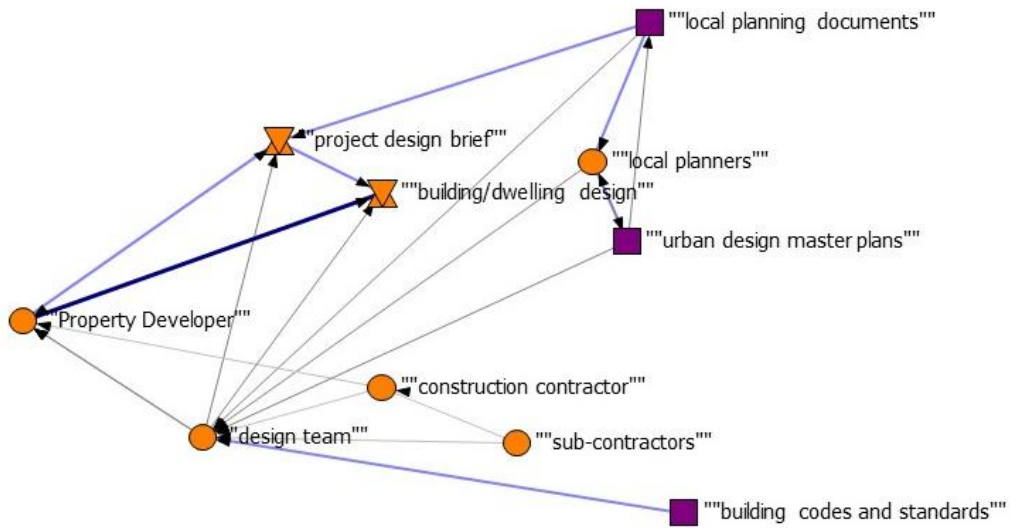 ""local planning documents""
""project design brief""
""local planners""
""building/dwelling design""
""urban design master plans""
""Property Developer""
""construction contractor""
""design team""
""sub-contractors""
""building codes and standards""